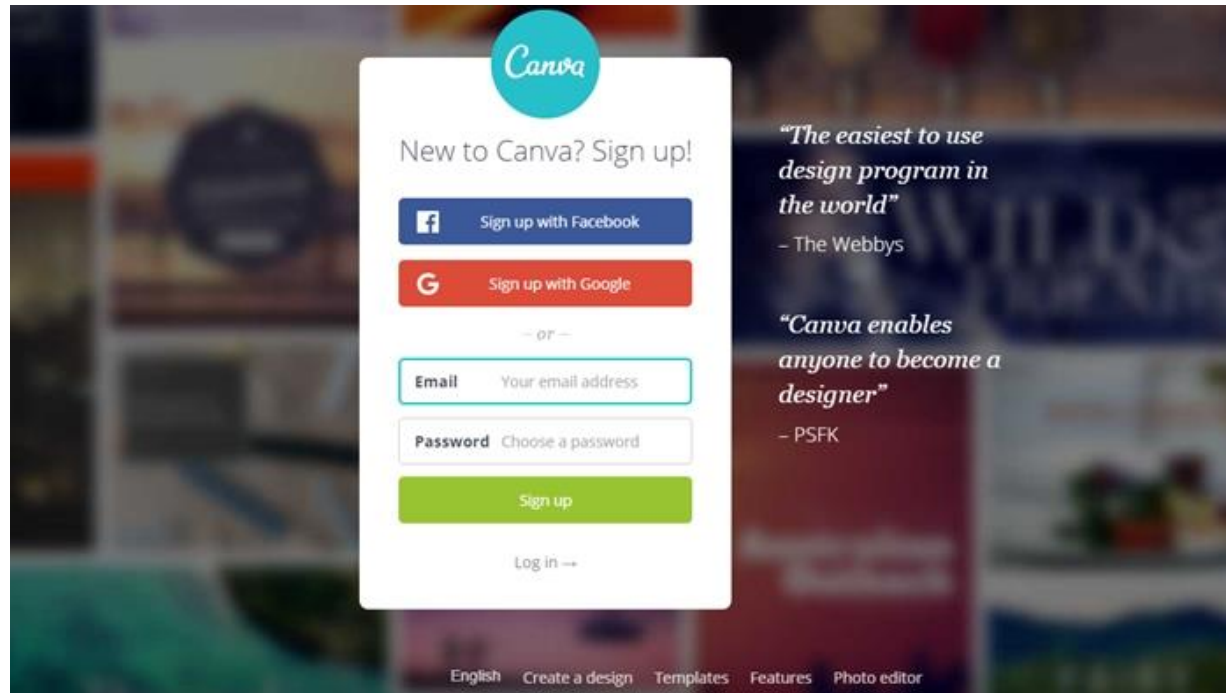 Canva
New to Canva? Sign up!
Sign up with Facebook
G
Sign up with Google
– or –
Email Your email address
Password Choose a password
Sign up
Log in →
“The easiest to use
design program in
the world”
– The Webbys
“Canva enables
anyone to become a
designer”
– PSFK
WILD
English Create a design Templates Features Photo editor